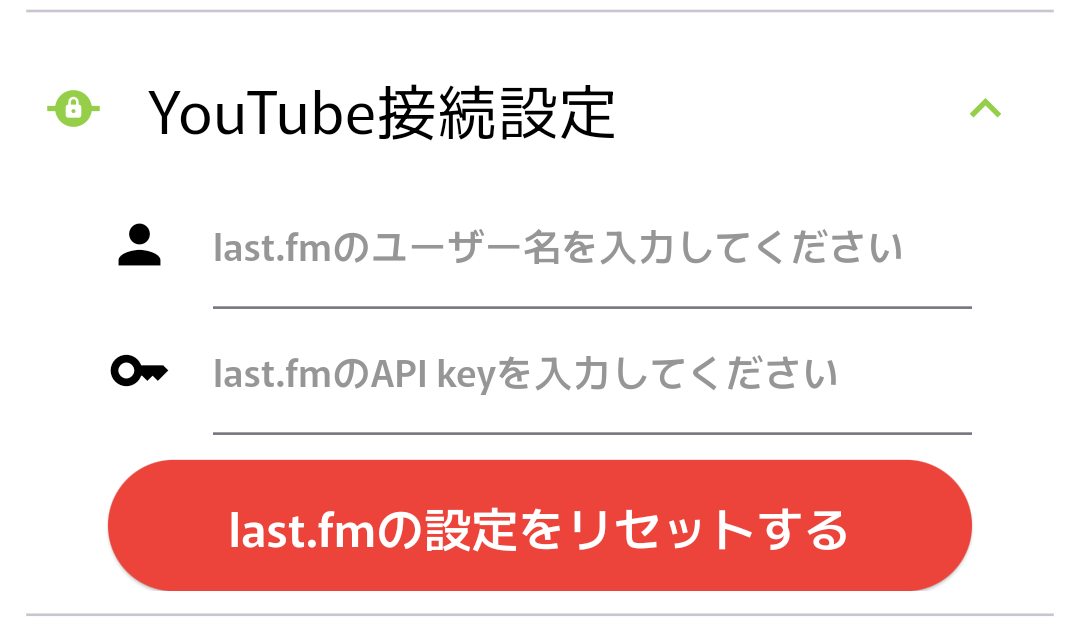 YouTube接続設定
last.fmのユーザー名を入力してください
last.fmのAPI keyを入力してください
last.fmの設定をリセットする